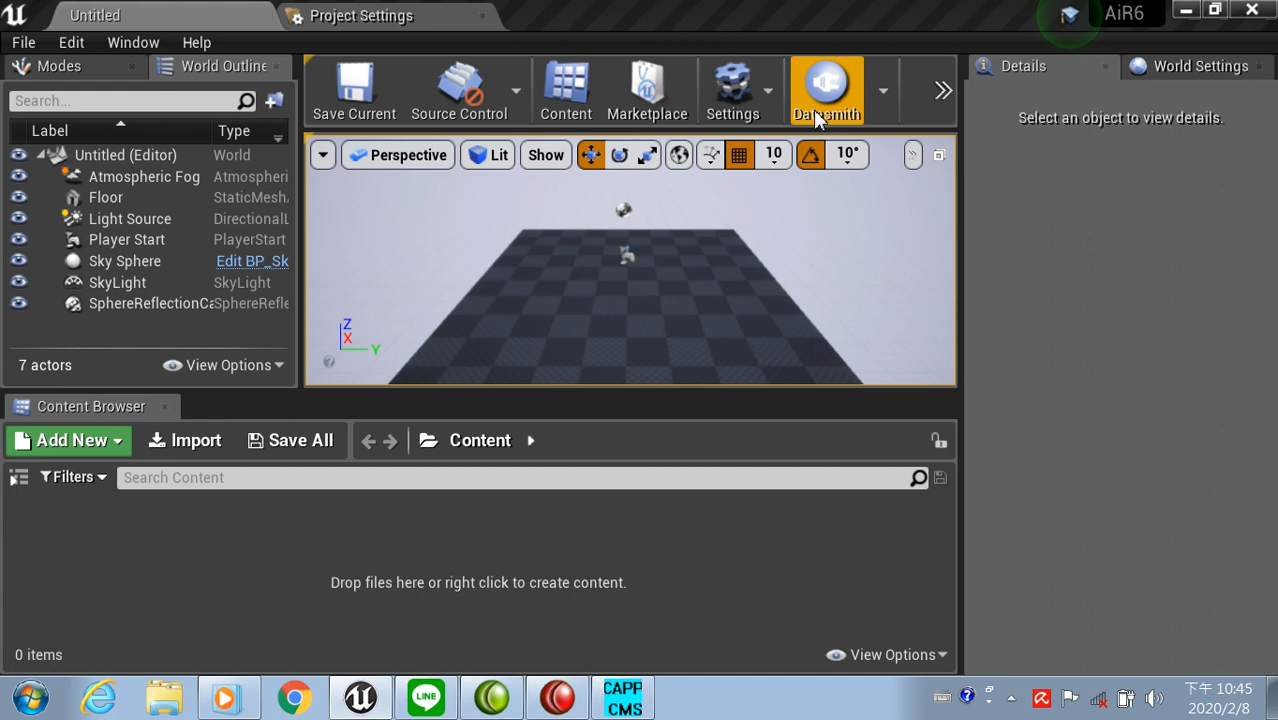 Untitled
Project Settings
AiR6
File Edit Window Help
Modes
World Outline
Search...
Label
Type
Untitled (Editor) World
Atmospheric Fog Atmospheri
Floor StaticMesh
Light Source DirectionalL
Player Start PlayerStart
Sky Sphere Edit BP_Sk
SkyLight SkyLight
SphereReflectionCa SphereRefle
7 actors
View Options
Save Current
Source Control
Content
Marketplace
Settings
Datasmith
Perspective
Lit
Show
10
10°
Z
X
Y
Details
World Settings
Select an object to view details.
Content Browser
Add New
Import
Save All
Content
Filters
Search Content
Drop files here or right click to create content.
0 items
View Options
LINE
CAPP
CMS
下午 10:45
2020/2/8